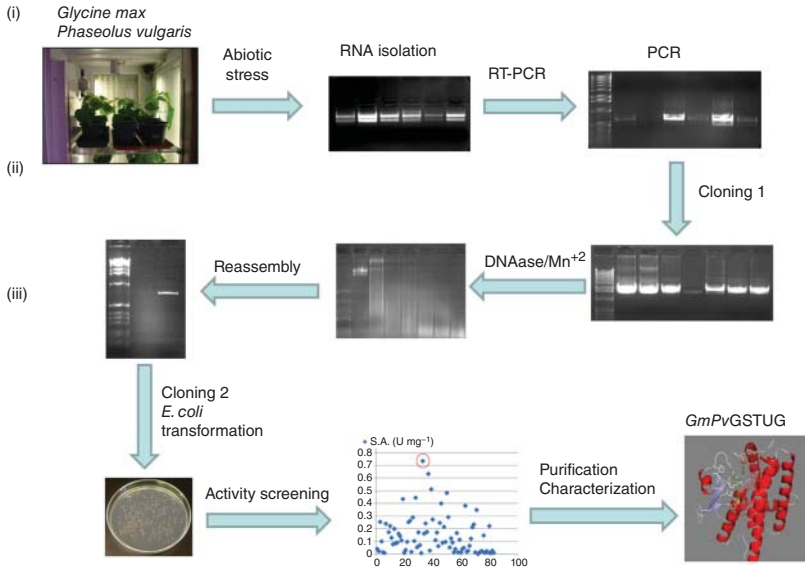 (i)
Glycine max
Phaseolus vulgaris
Abiotic
stress
RNA isolation
RT-PCR
PCR
(ii)
Cloning 1
Reassembly
DNAase/Mn⁺²
(iii)
Cloning 2
E. coli
transformation
Activity screening
S.A. (U mg⁻¹)
0.8
0.7
0.6
0.5
0.4
0.3
0.2
0.1
0
0 20 40 60 80 100
Purification
Characterization
GmPvGSTUG